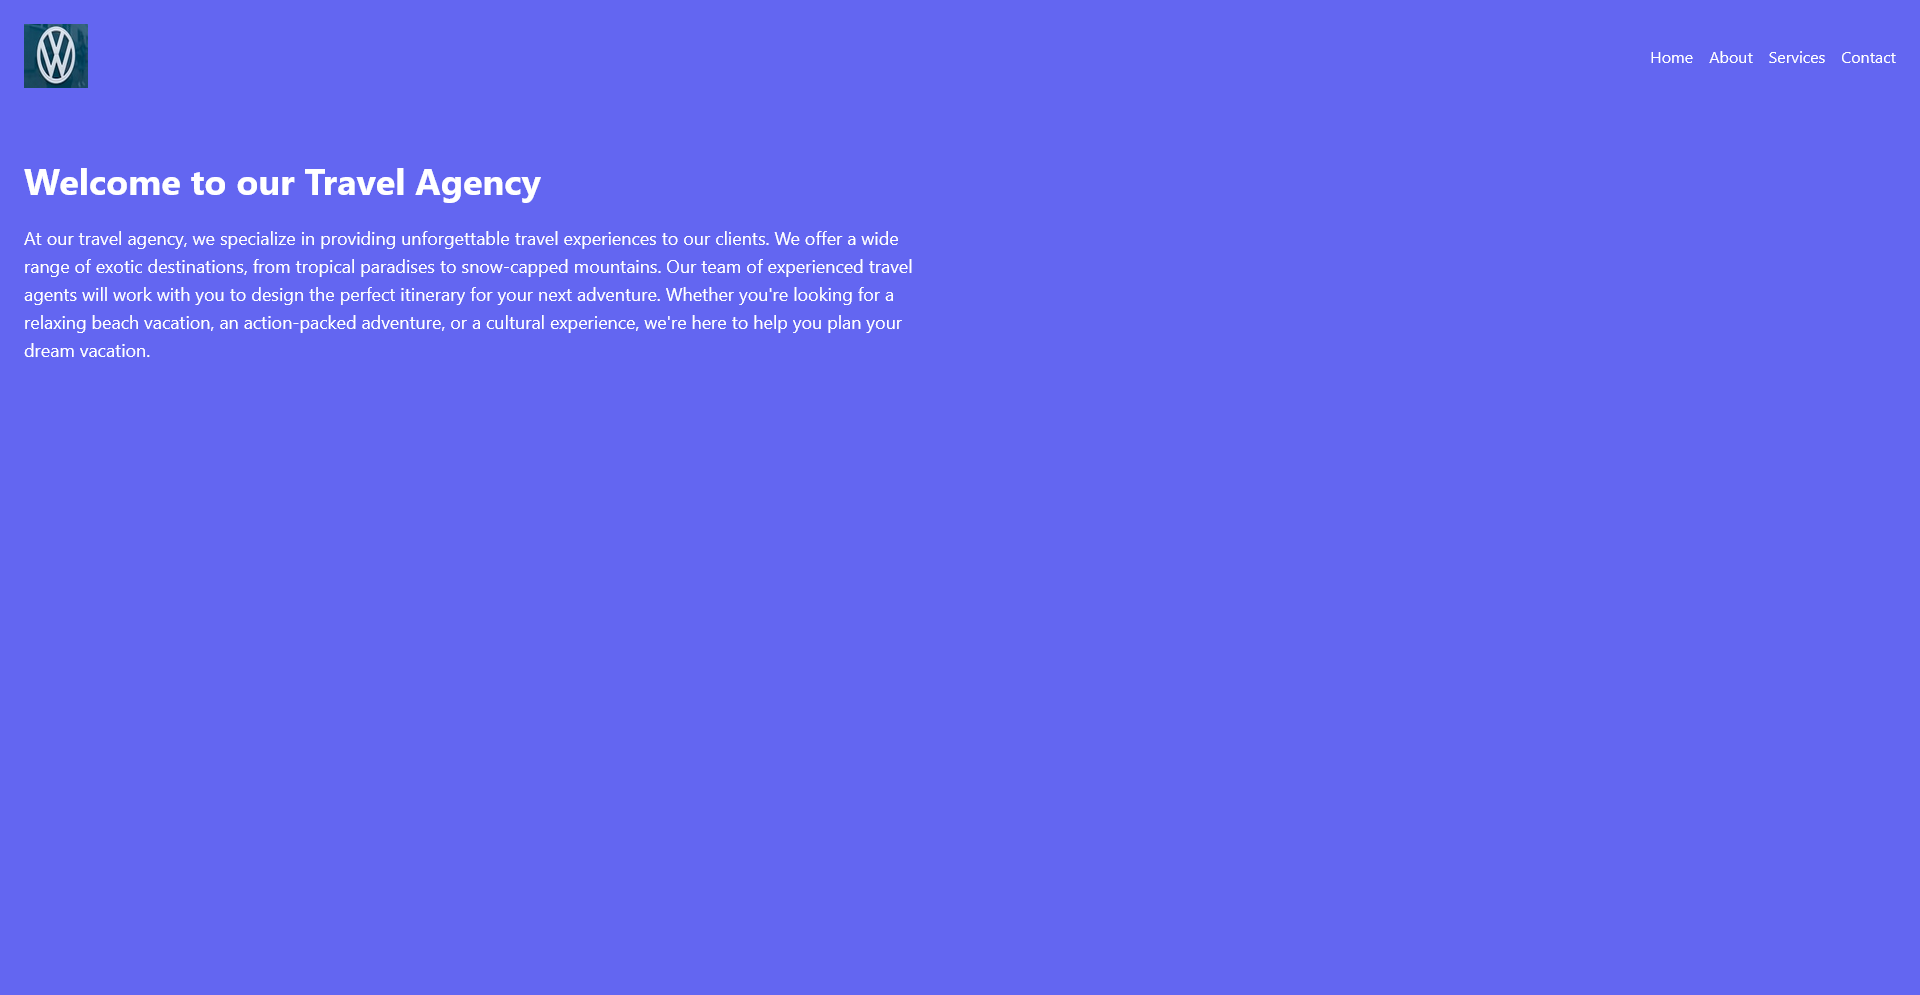 Home About Services Contact
Welcome to our Travel Agency
At our travel agency, we specialize in providing unforgettable travel experiences to our clients. We offer a wide
range of exotic destinations, from tropical paradises to snow-capped mountains. Our team of experienced travel
agents will work with you to design the perfect itinerary for your next adventure. Whether you're looking for a
relaxing beach vacation, an action-packed adventure, or a cultural experience, we're here to help you plan your
dream vacation.